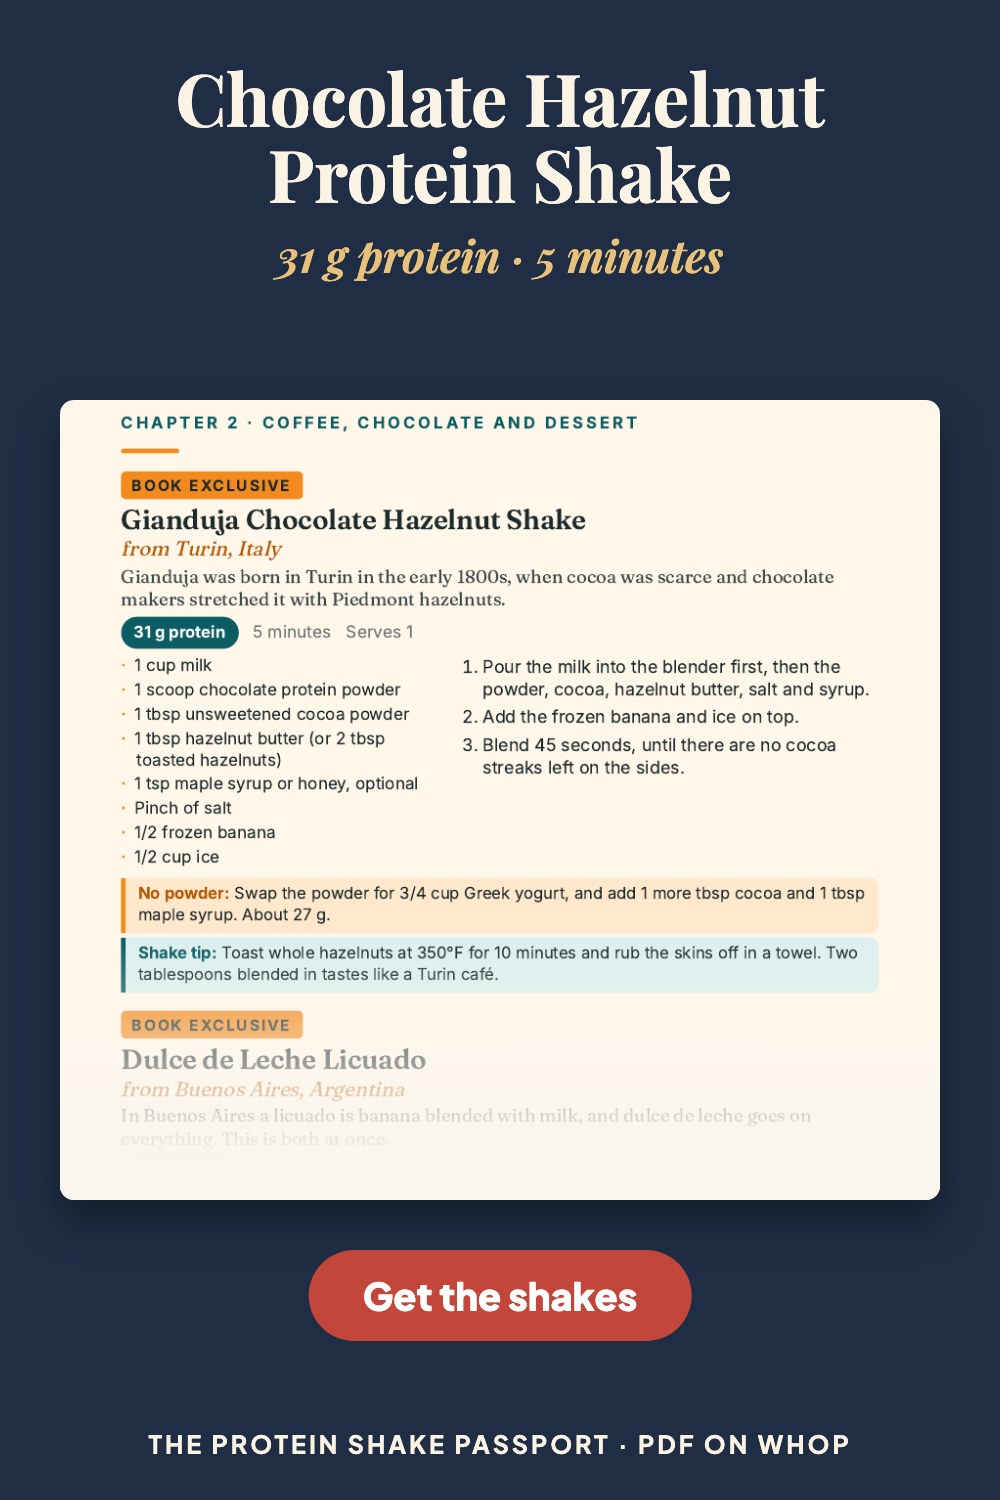 Chocolate Hazelnut
Protein Shake
31 g protein · 5 minutes
CHAPTER 2 · COFFEE, CHOCOLATE AND DESSERT
BOOK EXCLUSIVE
Gianduja Chocolate Hazelnut Shake
from Turin, Italy
Gianduja was born in Turin in the early 1800s, when cocoa was scarce and chocolate
makers stretched it with Piedmont hazelnuts.
31 g protein 5 minutes Serves 1
· 1 cup milk
· 1 scoop chocolate protein powder
· 1 tbsp unsweetened cocoa powder
· 1 tbsp hazelnut butter (or 2 tbsp
toasted hazelnuts)
· 1 tsp maple syrup or honey, optional
· Pinch of salt
· 1/2 frozen banana
· 1/2 cup ice
1. Pour the milk into the blender first, then the
powder, cocoa, hazelnut butter, salt and syrup.
2. Add the frozen banana and ice on top.
3. Blend 45 seconds, until there are no cocoa
streaks left on the sides.
No powder: Swap the powder for 3/4 cup Greek yogurt, and add 1 more tbsp cocoa and 1 tbsp
maple syrup. About 27 g.
Shake tip: Toast whole hazelnuts at 350°F for 10 minutes and rub the skins off in a towel. Two
tablespoons blended in tastes like a Turin café.
BOOK EXCLUSIVE
Dulce de Leche Licuado
from Buenos Aires, Argentina
In Buenos Aires a licuado is banana blended with milk, and dulce de leche goes on
everything. This is both at once.
Get the shakes
THE PROTEIN SHAKE PASSPORT · PDF ON WHOP